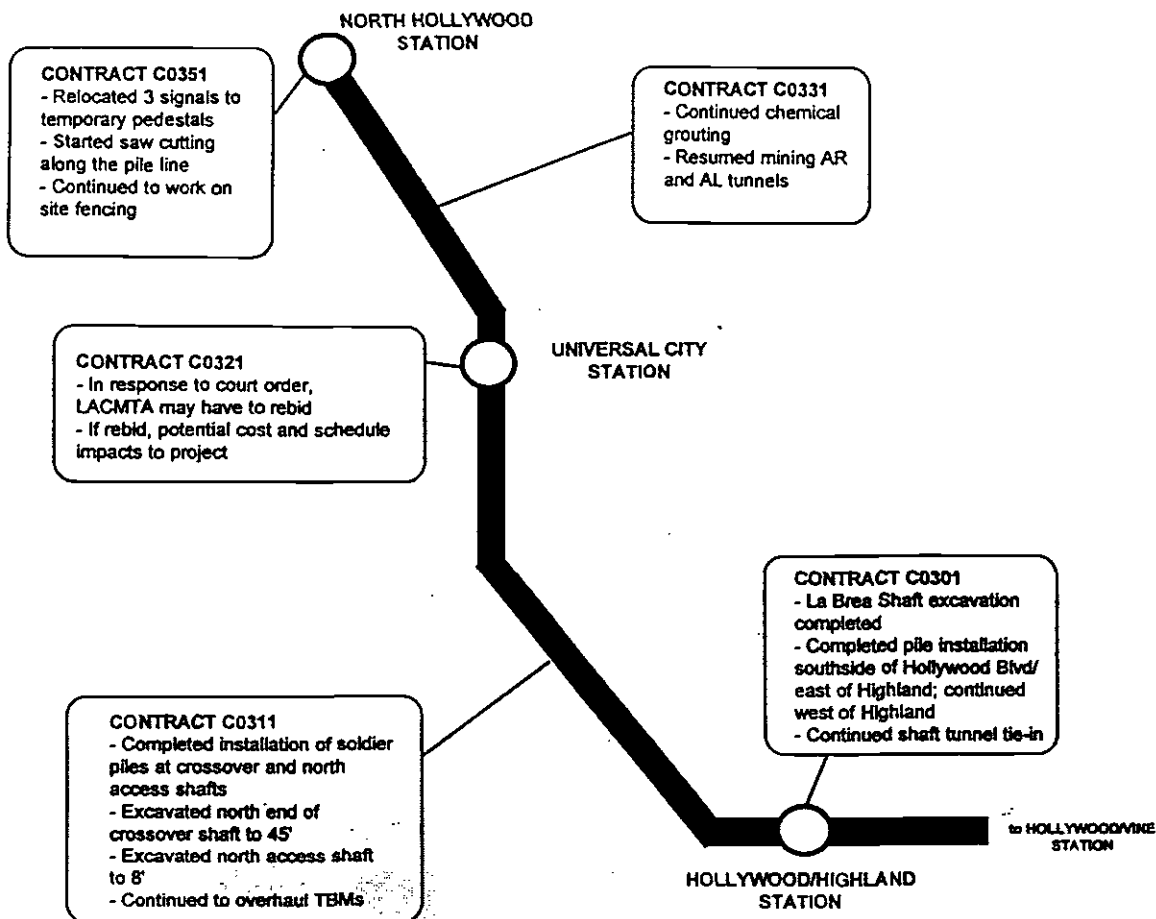 NORTH HOLLYWOOD
STATION
CONTRACT C0351
- Relocated 3 signals to
temporary pedestals
- Started saw cutting
along the pile line
- Continued to work on
site fencing
CONTRACT C0331
- Continued chemical
grouting
- Resumed mining AR
and AL tunnels
CONTRACT C0321
- In response to court order,
LACMTA may have to rebid
- If rebid, potential cost and schedule
impacts to project
UNIVERSAL CITY
STATION
CONTRACT C0301
- La Brea Shaft excavation
completed
- Completed pile installation
southside of Hollywood Blvd/
east of Highland; continued
west of Highland
- Continued shaft tunnel tie-in
CONTRACT C0311
- Completed installation of soldier
piles at crossover and north
access shafts
- Excavated north end of
crossover shaft to 45'
- Excavated north access shaft
to 8'
- Continued to overhaul TBMs
to HOLLYWOOD/VINE
STATION
HOLLYWOOD/HIGHLAND
STATION